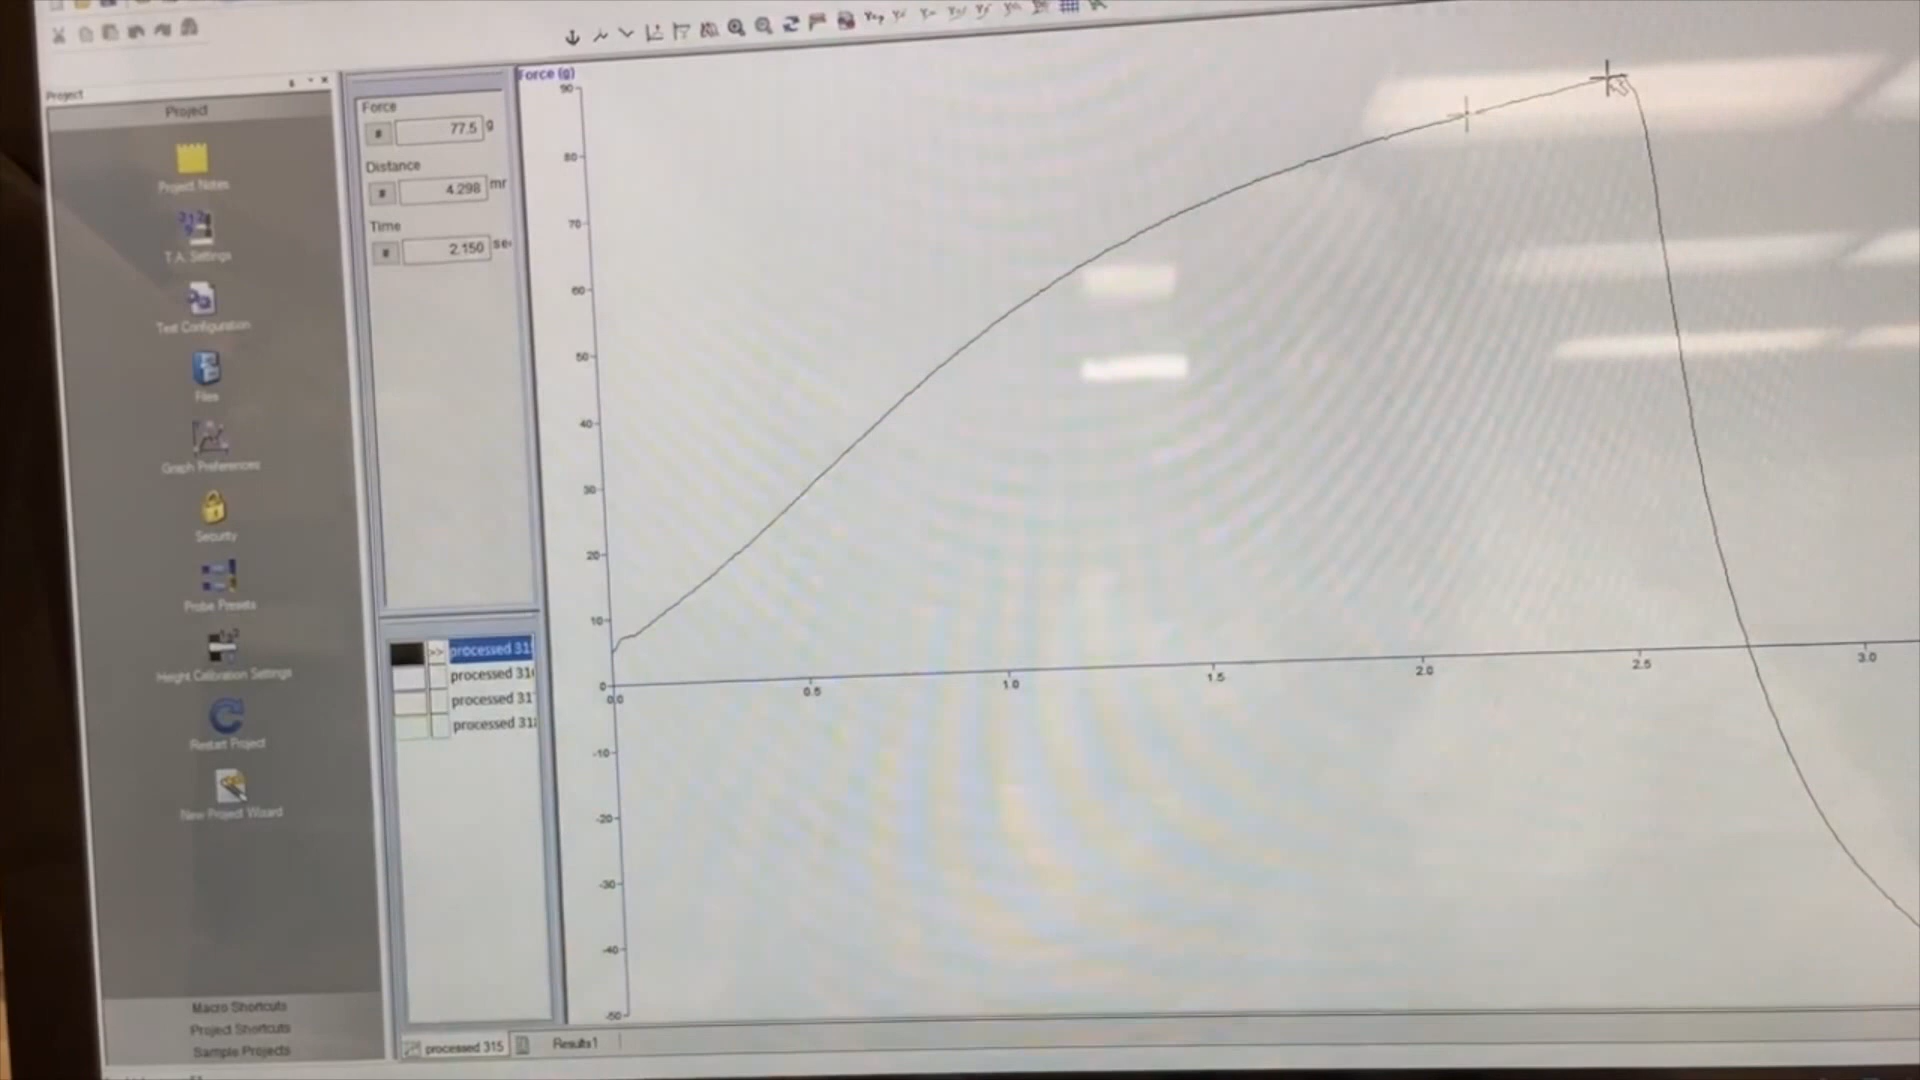 Project
Project
Project Notes
T.A. Settings
Test Configuration
Files
Graph Preferences
Security
Probe Presets
Height Calibration Settings
Restart Project
New Project Wizard
Macro Shortcuts
Project Shortcuts
Sample Projects
Force
# 77.5 g
Distance
# 4.298 mr
Time
# 2.150 se
>> processed 31
processed 31
processed 31
processed 31
Force (g)
90
80
70
60
50
40
30
20
10
0
-10
-20
-30
-40
-50
0.0 0.5 1.0 1.5 2.0 2.5 3.0
processed 315 Results1